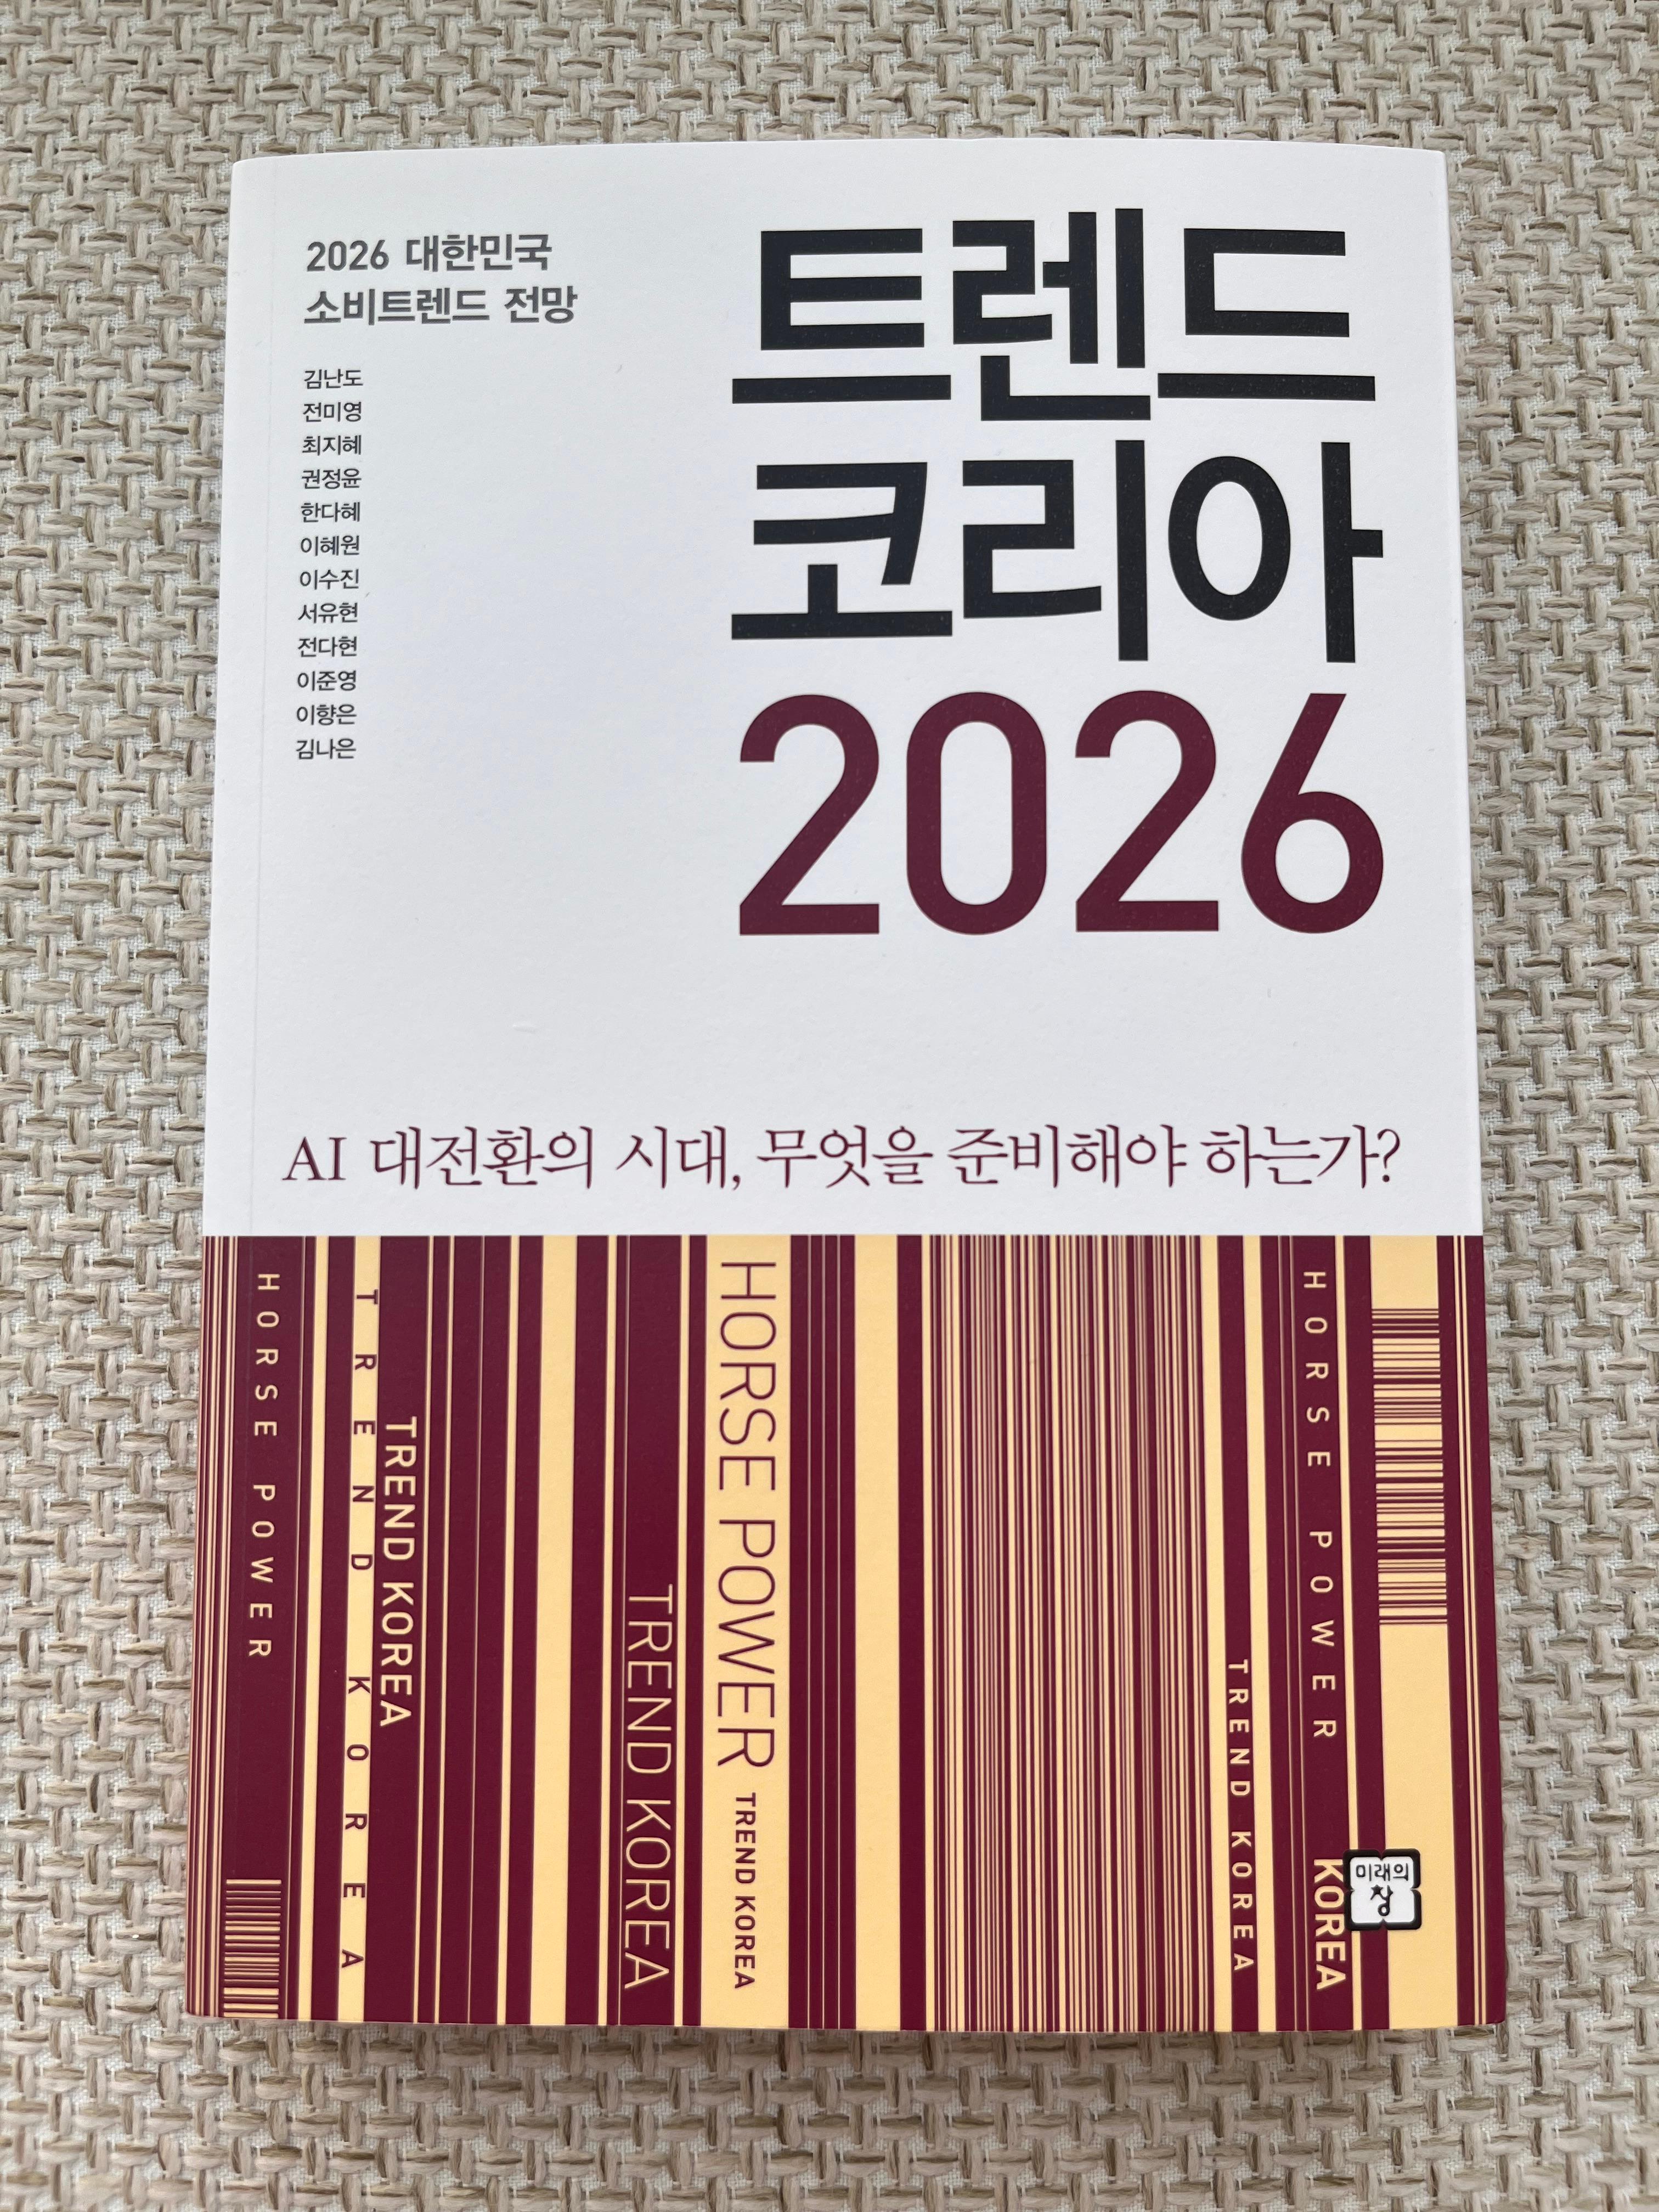 2026 대한민국
소비트렌드 전망
김난도
전미영
최지혜
권정윤
한다혜
이혜원
이수진
서유현
전다현
이준영
이향은
김나은
트렌드
코리아
2026
AI 대전환의 시대, 무엇을 준비해야 하는가?
HORSE POWER
TREND KOREA
TREND KOREA
TREND KOREA
HORSE POWER
TREND KOREA
TREND KOREA
HORSE POWER
KOREA
미래의
창